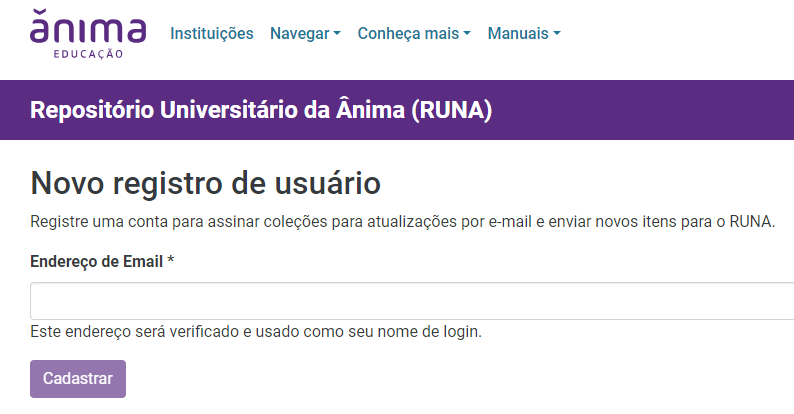 ănima
EDUCAÇÃO
Instituições Navegar Conheça mais Manuais
Repositório Universitário da Ânima (RUNA)
Novo registro de usuário
Registre uma conta para assinar coleções para atualizações por e-mail e enviar novos itens para o RUNA.
Endereço de Email *
Este endereço será verificado e usado como seu nome de login.
Cadastrar